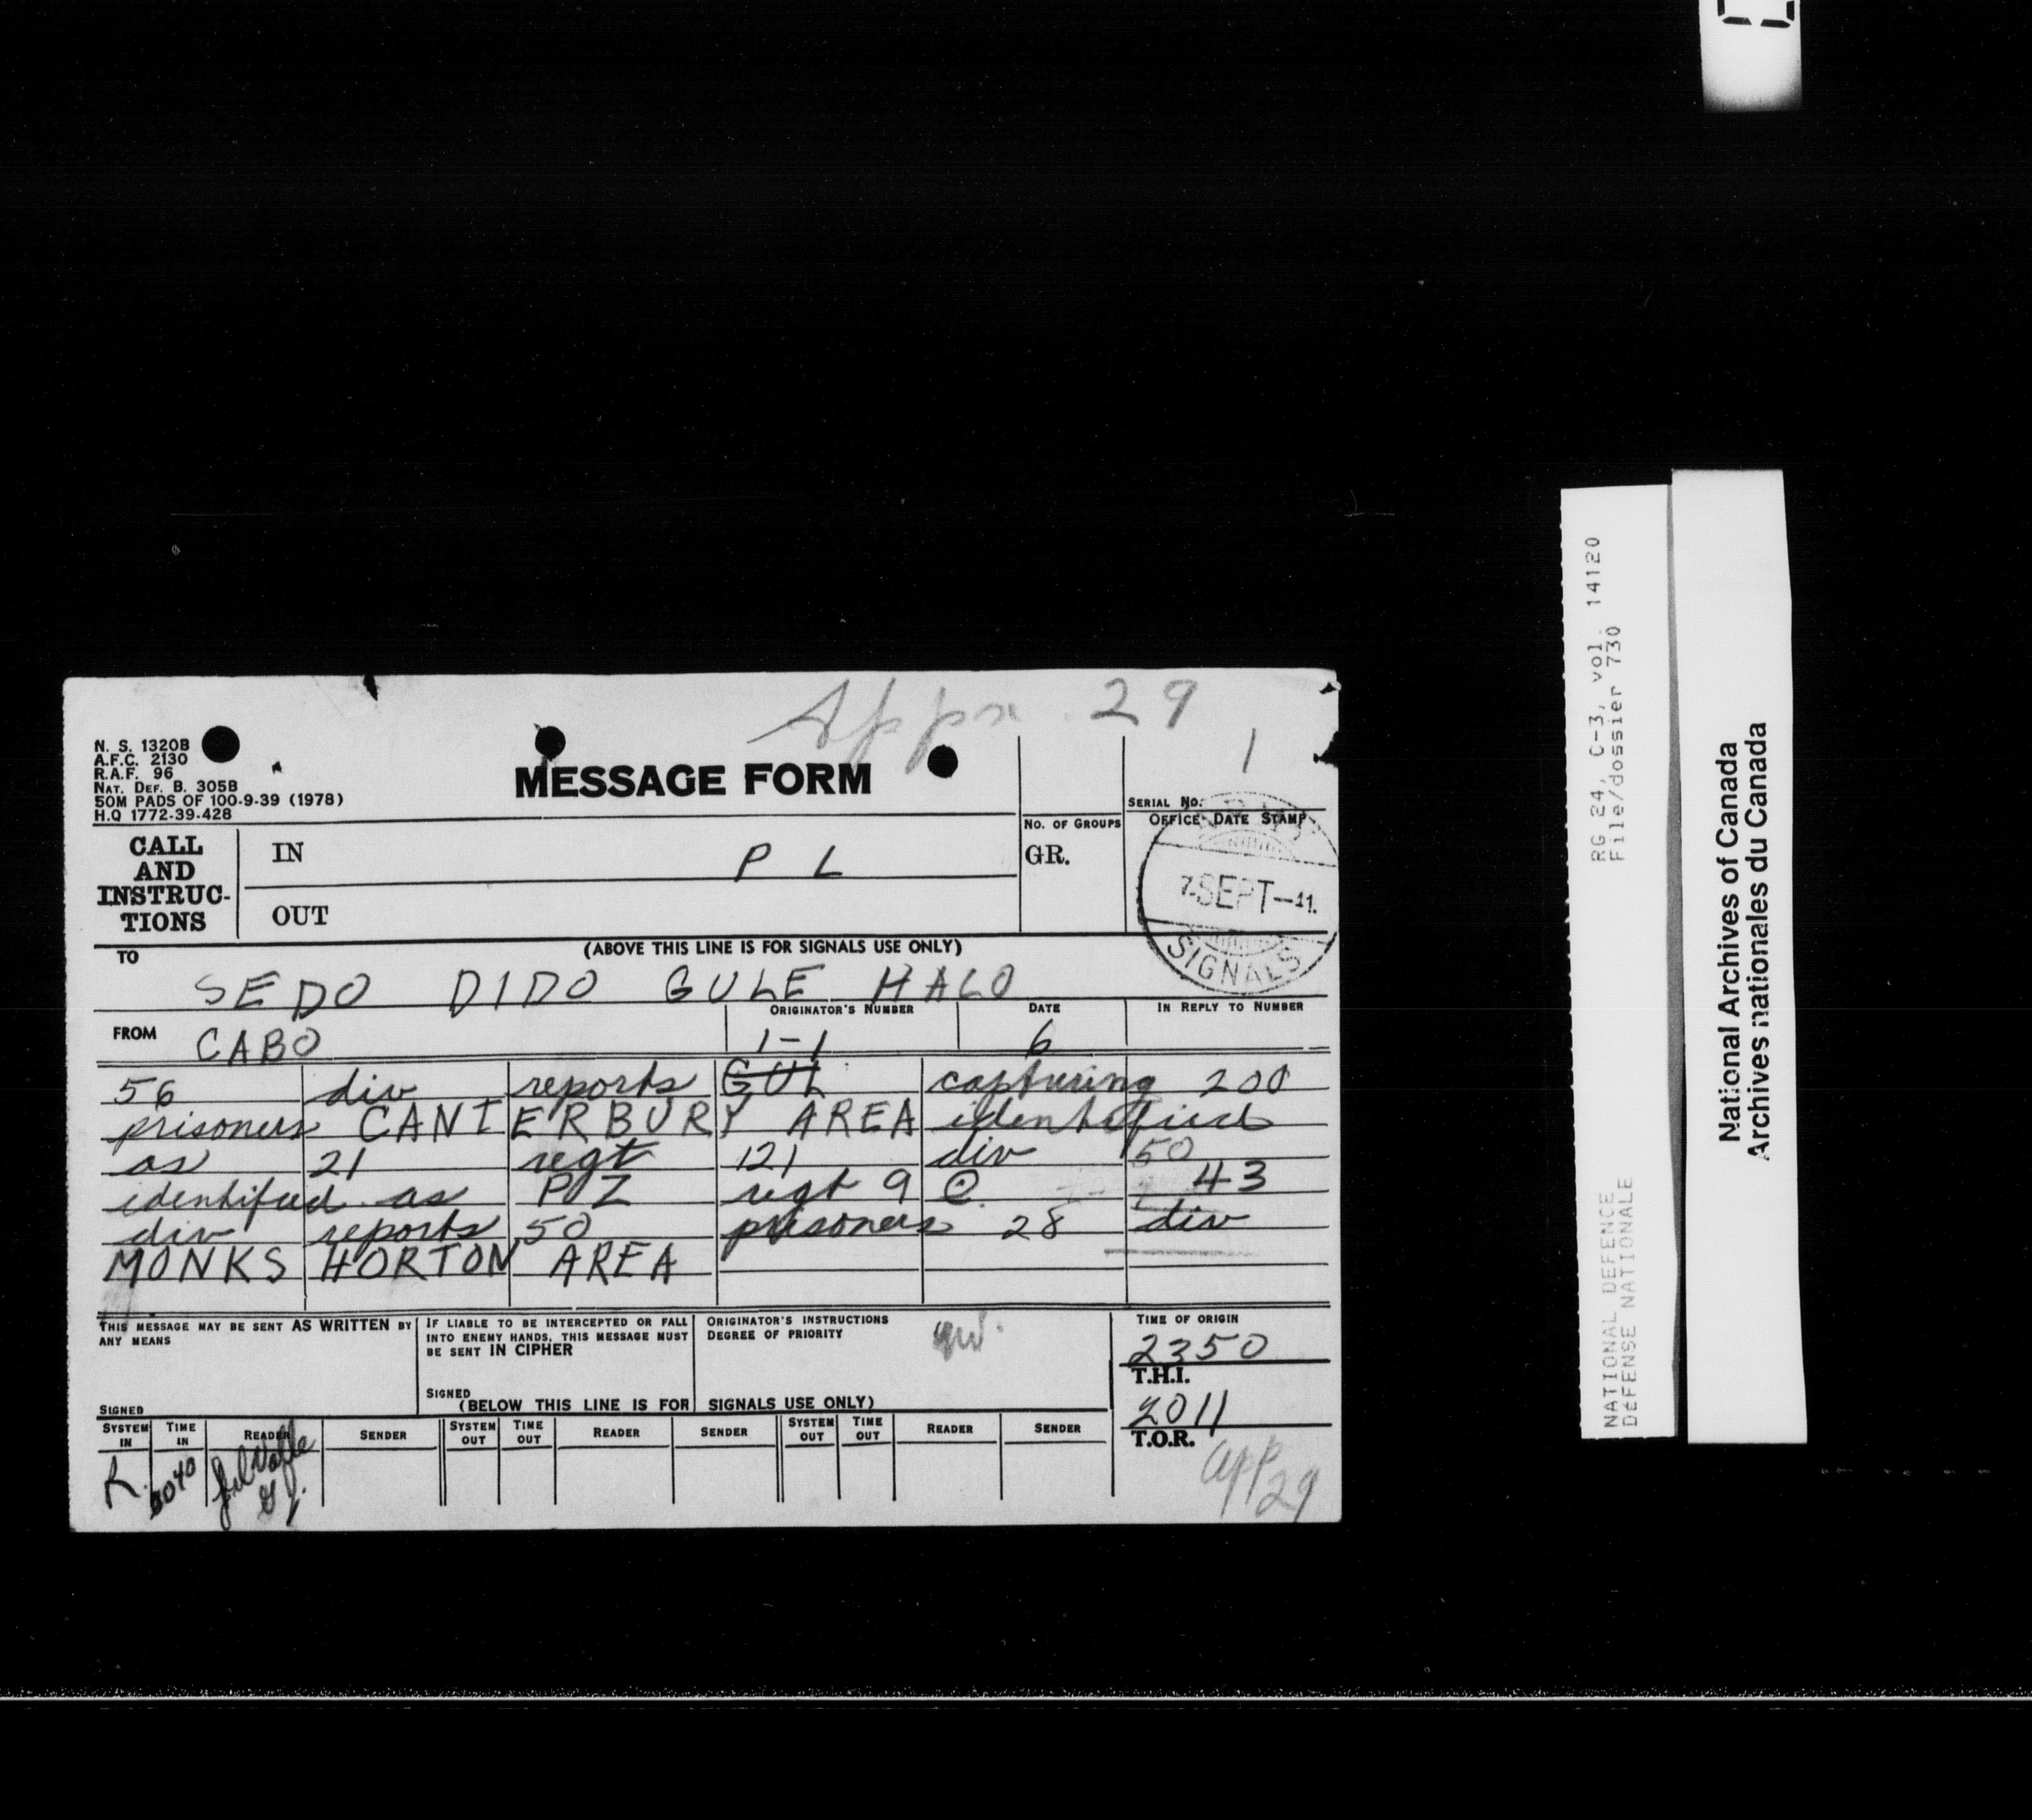 Appx. 29
N. S. 1320B
A.F.C. 2130
R.A.F. 96
NAT. DEF. B. 305B
50M PADS OF 100-9-39 (1978)
H.Q 1772-39-428
MESSAGE FORM
1
SERIAL NO.
CALL AND INSTRUC-TIONS
IN P L
OUT
NO. OF GROUPS
GR.
OFFICE DATE STAMP
7 SEPT -41.
SIGNALS
(ABOVE THIS LINE IS FOR SIGNALS USE ONLY)
TO SEDO DIDO GULE HALO
FROM CABO
ORIGINATOR'S NUMBER 1-1
DATE 6
IN REPLY TO NUMBER
56 div reports GUL capturing 200
prisoners CANTERBURY AREA identified
as 21 regt 121 div 50
identified as PZ regt 9 @ 43
div reports 50 prisoners 28 div
MONKS HORTON AREA
THIS MESSAGE MAY BE SENT AS WRITTEN BY
ANY MEANS
SIGNED
IF LIABLE TO BE INTERCEPTED OR FALL
INTO ENEMY HANDS, THIS MESSAGE MUST
BE SENT IN CIPHER
SIGNED
ORIGINATOR'S INSTRUCTIONS
DEGREE OF PRIORITY
TIME OF ORIGIN
2350
T.H.I.
2011
T.O.R.
(BELOW THIS LINE IS FOR SIGNALS USE ONLY)
SYSTEM IN TIME IN READER SENDER SYSTEM OUT TIME OUT READER SENDER SYSTEM OUT TIME OUT READER SENDER
R. 0040
app 29
RG 24, C-3, vol. 14120
File/dossier 730
NATIONAL DEFENCE
DEFENSE NATIONALE
National Archives of Canada
Archives nationales du Canada